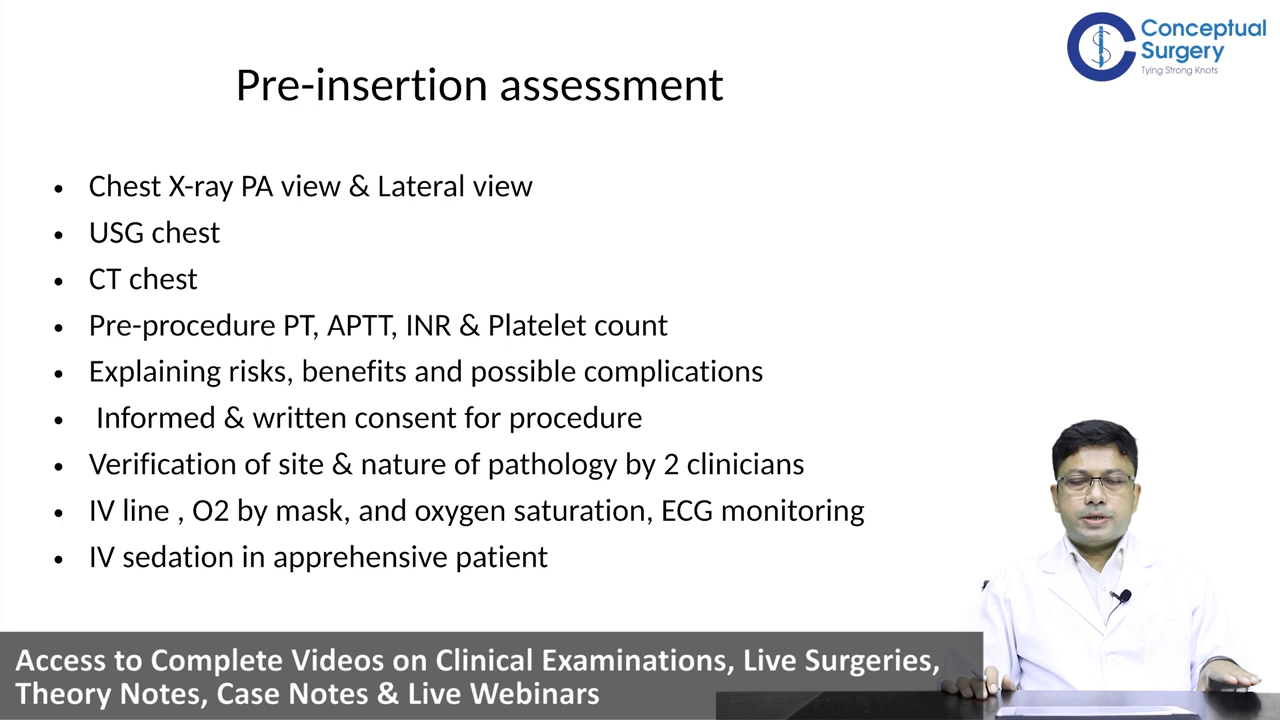 Conceptual
Surgery
Tying Strong Knots
Pre-insertion assessment
• Chest X-ray PA view & Lateral view
• USG chest
• CT chest
• Pre-procedure PT, APTT, INR & Platelet count
• Explaining risks, benefits and possible complications
• Informed & written consent for procedure
• Verification of site & nature of pathology by 2 clinicians
• IV line , O2 by mask, and oxygen saturation, ECG monitoring
• IV sedation in apprehensive patient
Access to Complete Videos on Clinical Examinations, Live Surgeries,
Theory Notes, Case Notes & Live Webinars